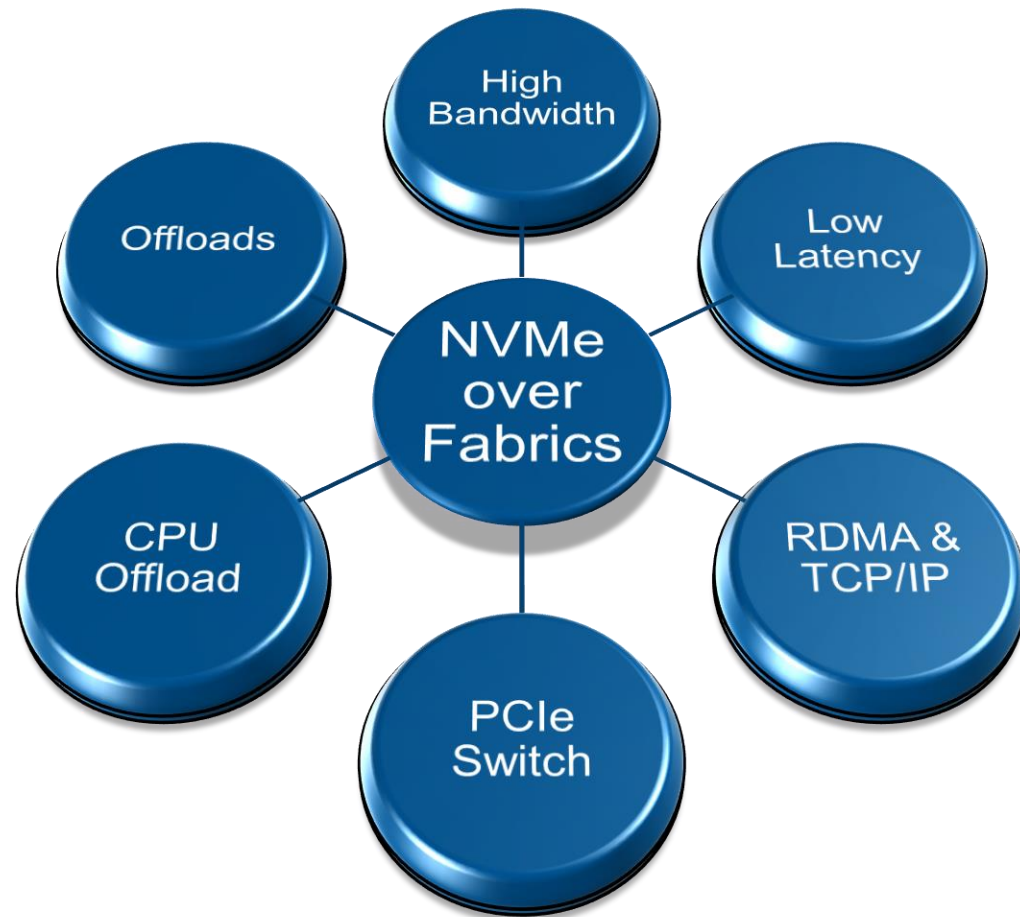 High
Bandwidth
Offloads
Low
Latency
NVMe
over
Fabrics
CPU
Offload
RDMA &
TCP/IP
PCIe
Switch